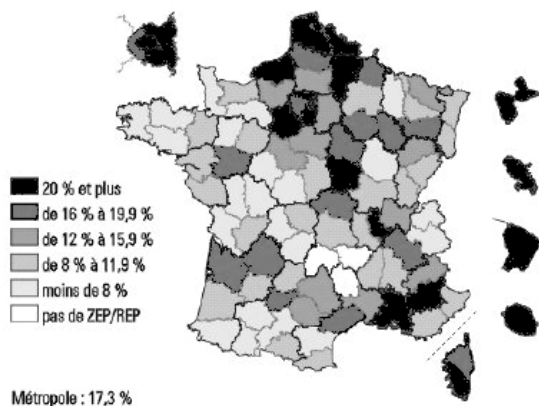 20 % et plus
de 16 % à 19,9 %
de 12 % à 15,9 %
de 8 % à 11,9 %
moins de 8 %
pas de ZEP/REP
Métropole : 17,3 %